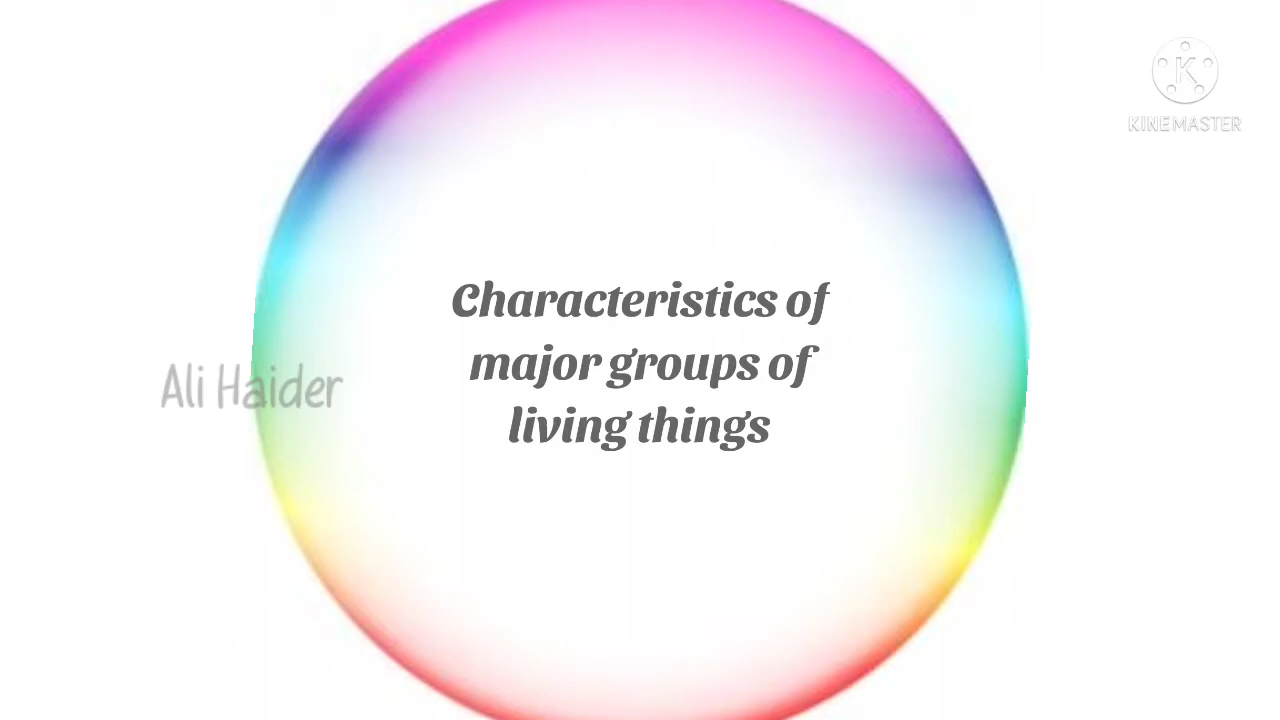 KINEMASTER
Characteristics of
major groups of
living things
Ali Haider